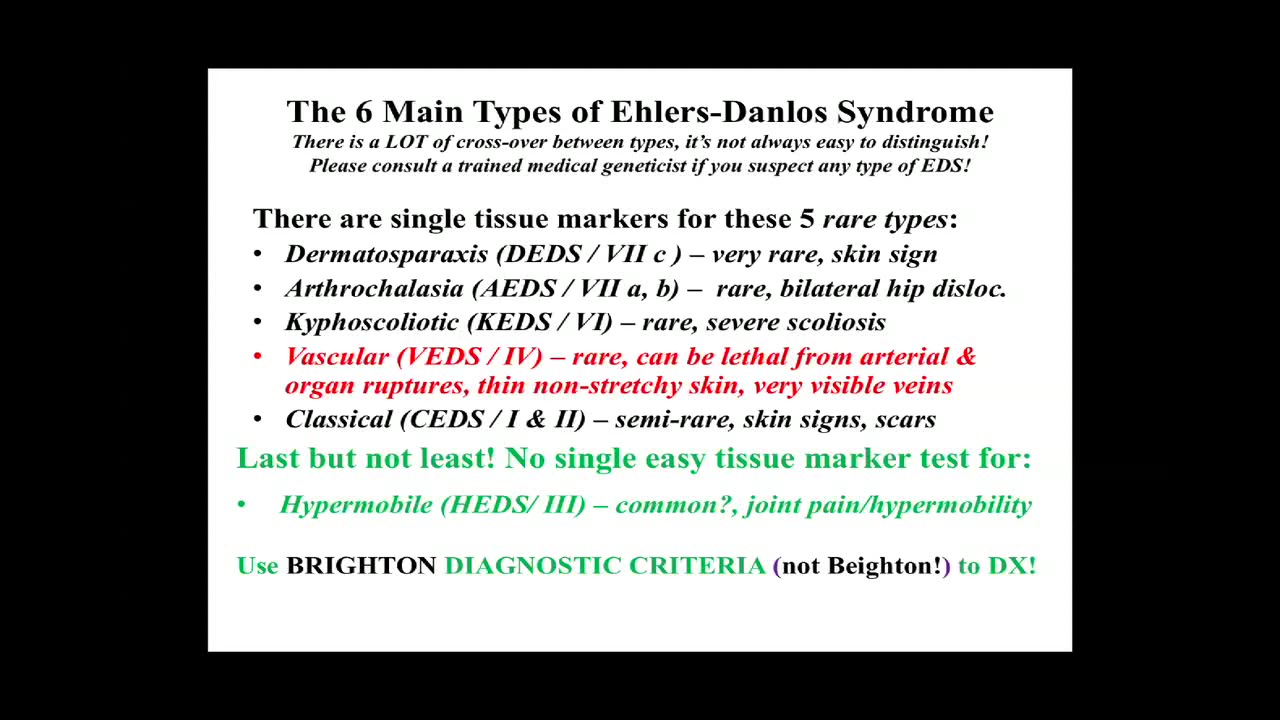 The 6 Main Types of Ehlers-Danlos Syndrome
There is a LOT of cross-over between types, it's not always easy to distinguish!
Please consult a trained medical geneticist if you suspect any type of EDS!
There are single tissue markers for these 5 rare types:
• Dermatosparaxis (DEDS / VII c ) – very rare, skin sign
• Arthrochalasia (AEDS / VII a, b) – rare, bilateral hip disloc.
• Kyphoscoliotic (KEDS / VI) – rare, severe scoliosis
• Vascular (VEDS / IV) – rare, can be lethal from arterial &
organ ruptures, thin non-stretchy skin, very visible veins
• Classical (CEDS / I & II) – semi-rare, skin signs, scars
Last but not least! No single easy tissue marker test for:
• Hypermobile (HEDS/ III) – common?, joint pain/hypermobility
Use BRIGHTON DIAGNOSTIC CRITERIA (not Beighton!) to DX!